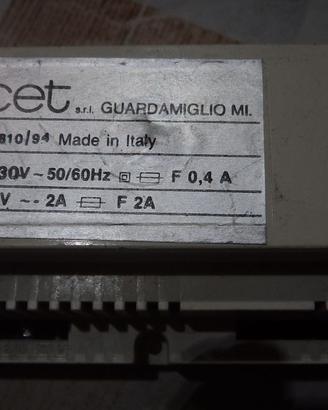 cet s.r.l. GUARDAMIGLIO MI.
810/94 Made in Italy
30V ~ 50/60Hz F 0,4 A
V ~- 2A F 2A